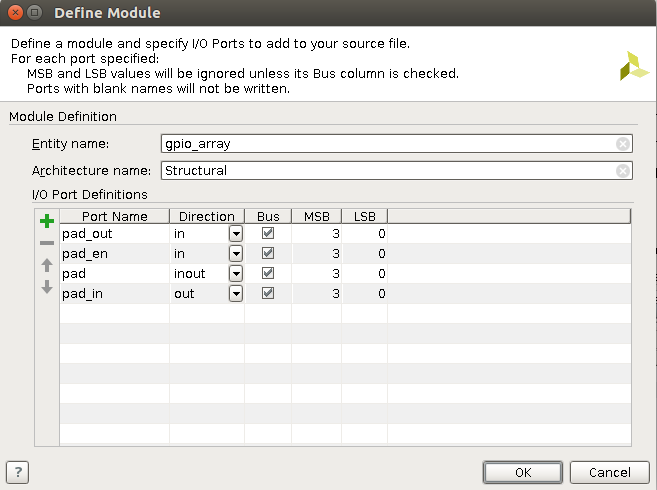 Define Module
Define a module and specify I/O Ports to add to your source file.
For each port specified:
MSB and LSB values will be ignored unless its Bus column is checked.
Ports with blank names will not be written.
Module Definition
Entity name: gpio_array
Architecture name: Structural
I/O Port Definitions
Port Name Direction Bus MSB LSB
pad_out in 3 0
pad_en in 3 0
pad inout 3 0
pad_in out 3 0
? OK Cancel